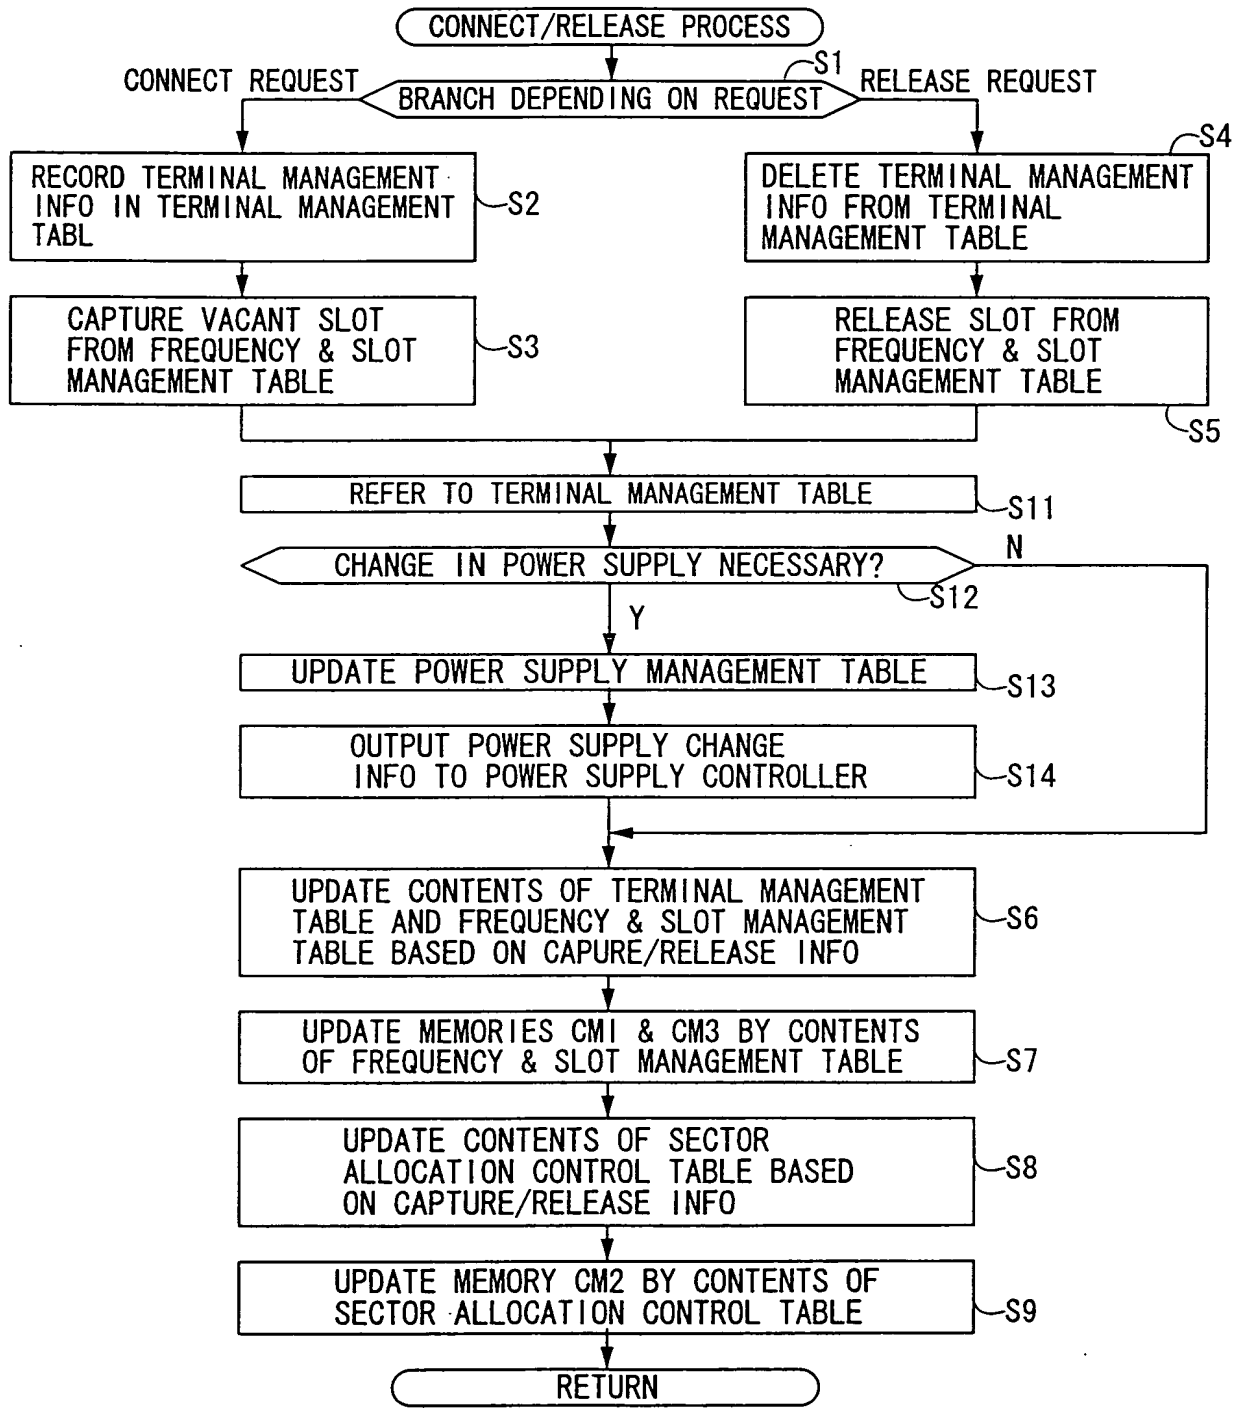 CONNECT/RELEASE PROCESS
S1
CONNECT REQUEST
RELEASE REQUEST
BRANCH DEPENDING ON REQUEST
RECORD TERMINAL MANAGEMENT
INFO IN TERMINAL MANAGEMENT
TABL
S2
S4
DELETE TERMINAL MANAGEMENT
INFO FROM TERMINAL
MANAGEMENT TABLE
CAPTURE VACANT SLOT
FROM FREQUENCY & SLOT
MANAGEMENT TABLE
S3
RELEASE SLOT FROM
FREQUENCY & SLOT
MANAGEMENT TABLE
S5
REFER TO TERMINAL MANAGEMENT TABLE
S11
CHANGE IN POWER SUPPLY NECESSARY?
N
S12
Y
UPDATE POWER SUPPLY MANAGEMENT TABLE
S13
OUTPUT POWER SUPPLY CHANGE
INFO TO POWER SUPPLY CONTROLLER
S14
UPDATE CONTENTS OF TERMINAL MANAGEMENT
TABLE AND FREQUENCY & SLOT MANAGEMENT
TABLE BASED ON CAPURE/RELEASE INFO
S6
UPDATE MEMORIES CM1 & CM3 BY CONTENTS
OF FREQUENCY & SLOT MANAGEMENT TABLE
S7
UPDATE CONTENTS OF SECTOR
ALLOCATION CONTROL TABLE BASED
ON CAPTURE/RELEASE INFO
S8
UPDATE MEMORY CM2 BY CONTENTS OF
SECTOR ALLOCATION CONTROL TABLE
S9
RETURN